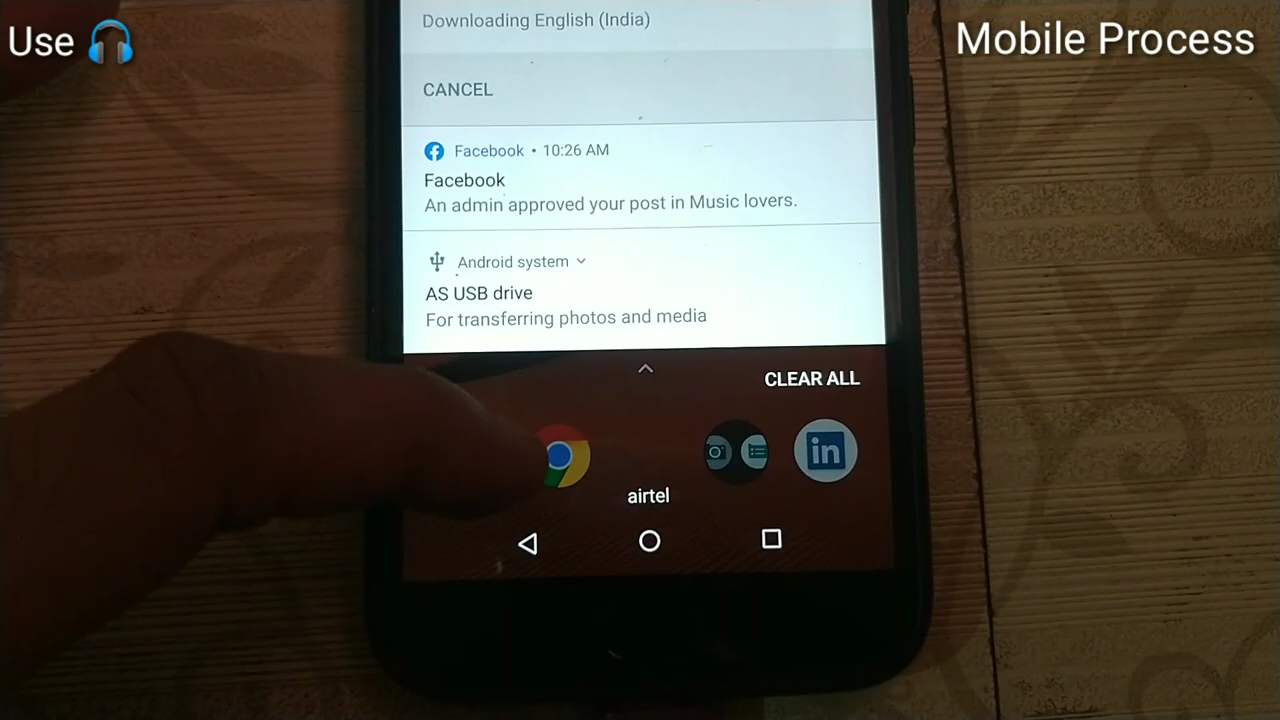 Use
Mobile Process
Downloading English (India)
CANCEL
Facebook • 10:26 AM
Facebook
An admin approved your post in Music lovers.
Android system
AS USB drive
For transferring photos and media
CLEAR ALL
in
airtel